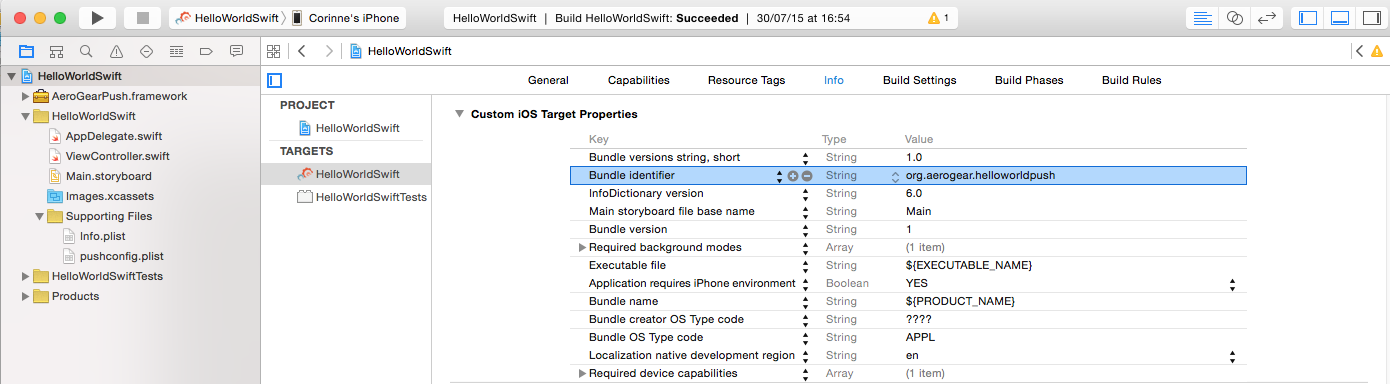 HelloWorldSwift Corinne's iPhone HelloWorldSwift | Build HelloWorldSwift: Succeeded | 30/07/15 at 16:54 1
HelloWorldSwift
HelloWorldSwift
AeroGearPush.framework
HelloWorldSwift
AppDelegate.swift
ViewController.swift
Main.storyboard
Images.xcassets
Supporting Files
Info.plist
pushconfig.plist
HelloWorldSwiftTests
Products
General Capabilities Resource Tags Info Build Settings Build Phases Build Rules
PROJECT
HelloWorldSwift
TARGETS
HelloWorldSwift
HelloWorldSwiftTests
Custom iOS Target Properties
Key Type Value
Bundle versions string, short String 1.0
Bundle identifier String org.aerogear.helloworldpush
InfoDictionary version String 6.0
Main storyboard file base name String Main
Bundle version String 1
Required background modes Array (1 item)
Executable file String ${EXECUTABLE_NAME}
Application requires iPhone environment Boolean YES
Bundle name String ${PRODUCT_NAME}
Bundle creator OS Type code String ????
Bundle OS Type code String APPL
Localization native development region String en
Required device capabilities Array (1 item)